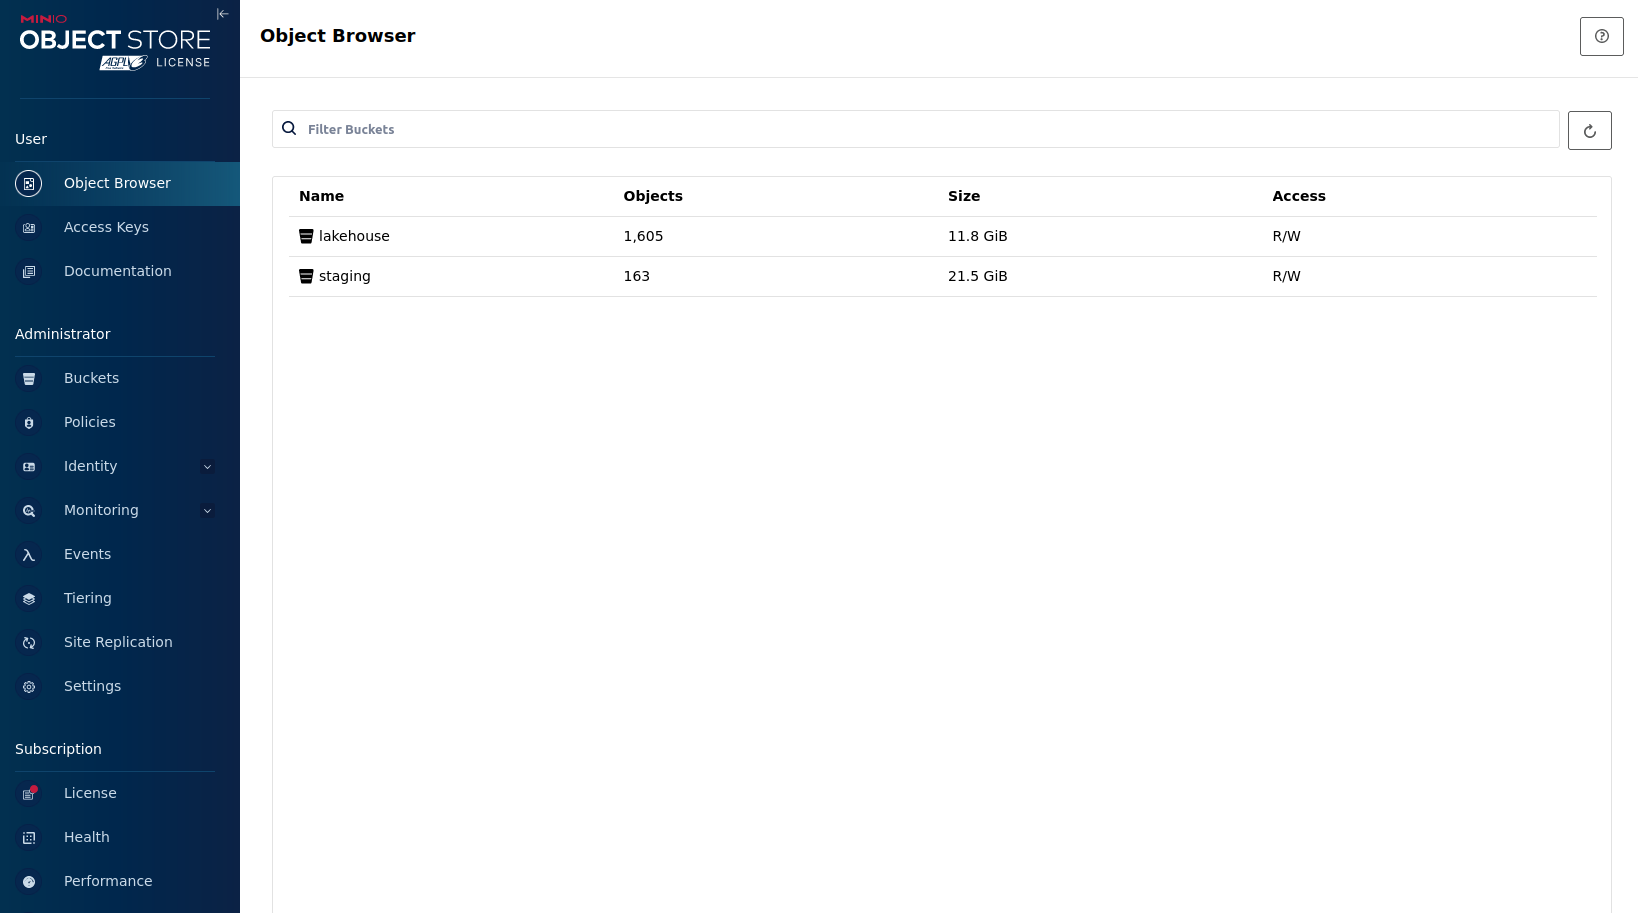 MINIO
OBJECT STORE
AGPL LICENSE
User
Object Browser
Access Keys
Documentation
Administrator
Buckets
Policies
Identity
Monitoring
Events
Tiering
Site Replication
Settings
Subscription
License
Health
Performance
Object Browser
Filter Buckets
Name Objects Size Access
lakehouse 1,605 11.8 GiB R/W
staging 163 21.5 GiB R/W